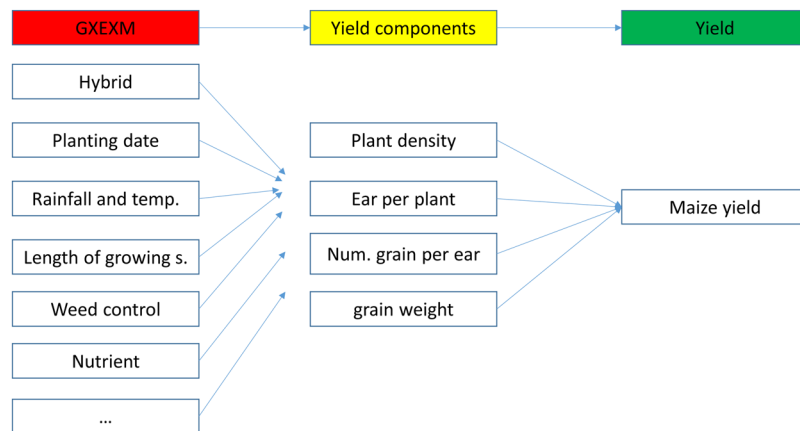 GXEXM
Yield components
Yield
Hybrid
Planting date
Plant density
Rainfall and temp.
Ear per plant
Maize yield
Length of growing s.
Num. grain per ear
Weed control
grain weight
Nutrient
...